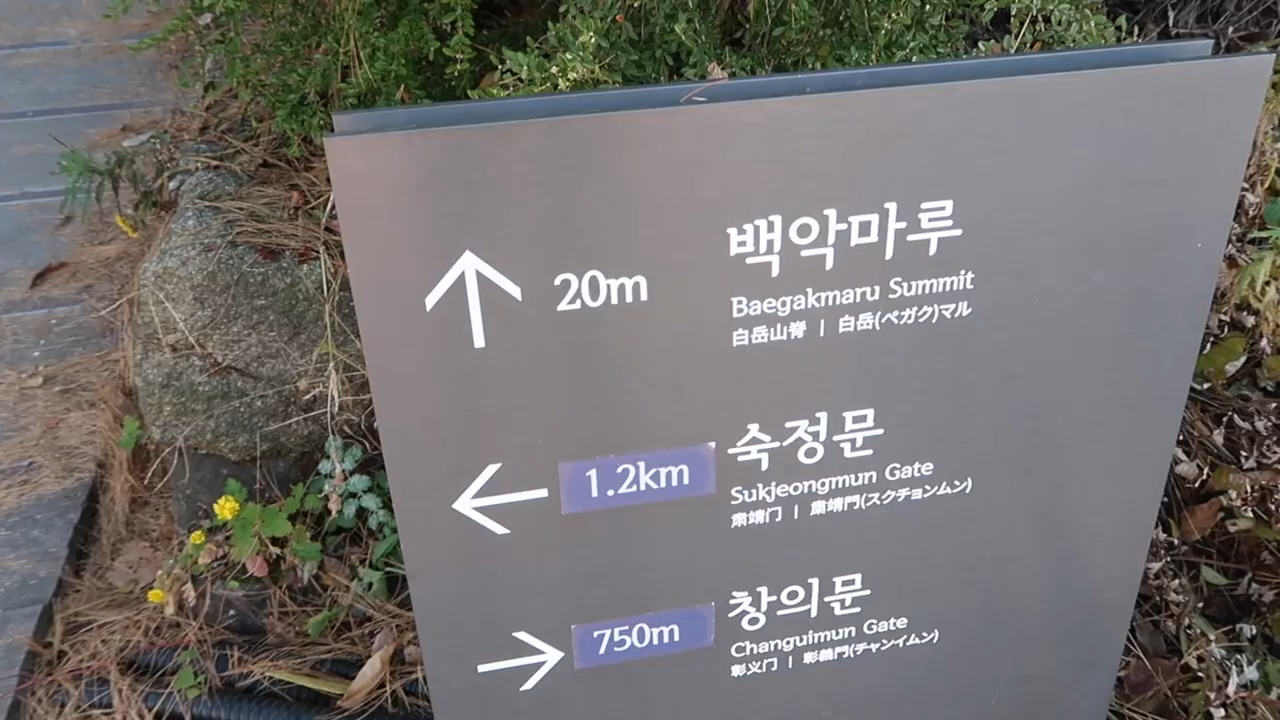 20m
백악마루
Baegakmaru Summit
白岳山脊 | 白岳(ペガク)マル
1.2km
숙정문
Sukjeongmun Gate
肃靖门 | 肅靖門(スクチョンムン)
750m
창의문
Changuimun Gate
彰义门 | 彰義門(チャンイムン)